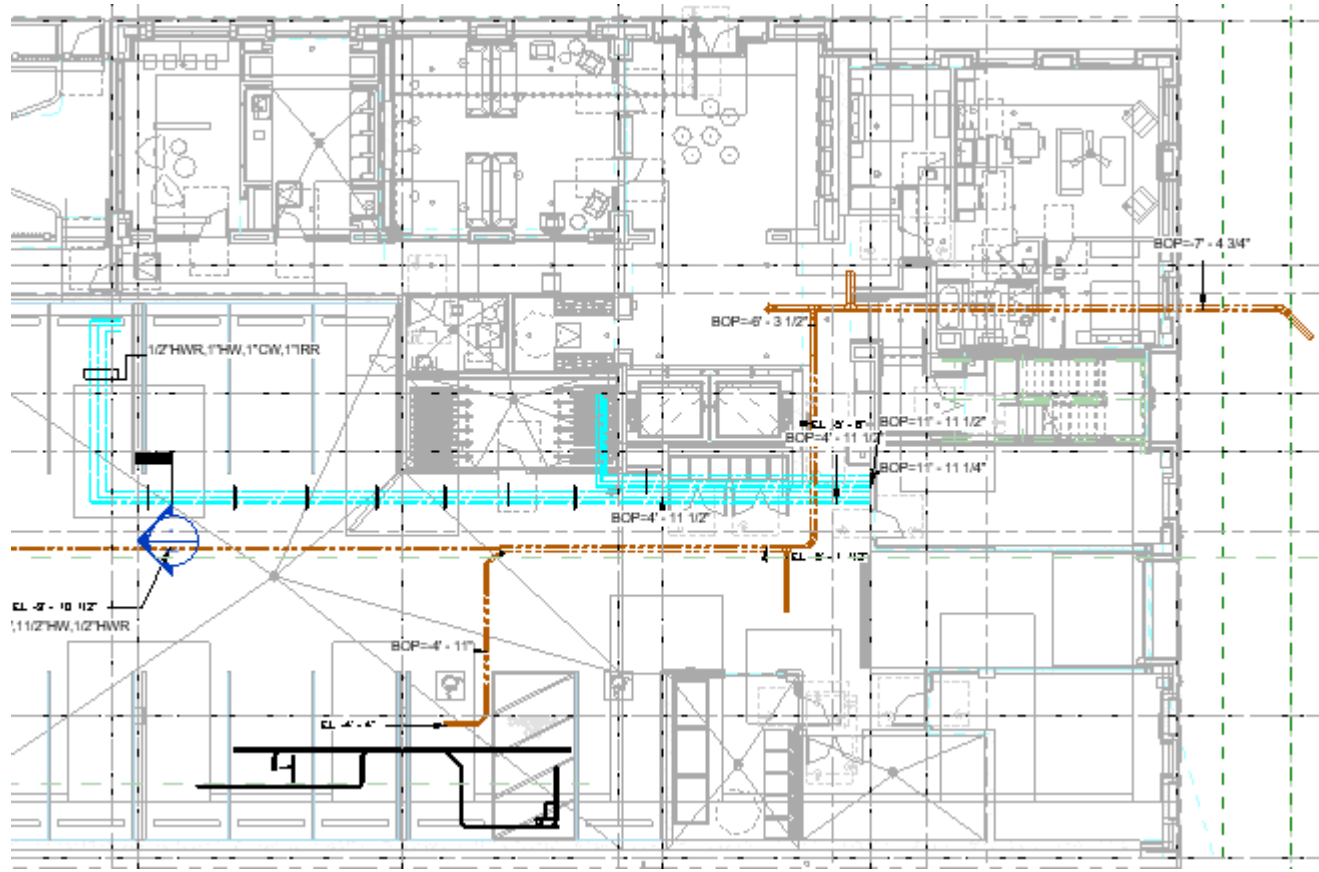 BOP=-7' - 4 3/4"
BOP=-6' - 3 1/2"
1/2"HWR,1"HW,1"CW,1"IRR
BOP=11' - 11 1/2"
BOP=4' - 11 1/2"
BOP=11' - 11 1/4"
BOP=4' - 11 1/2"
EL -9' - 10 1/2"
,11/2"HW,1/2"HWR
BOP=-4' - 11"
EL -4' - 4"